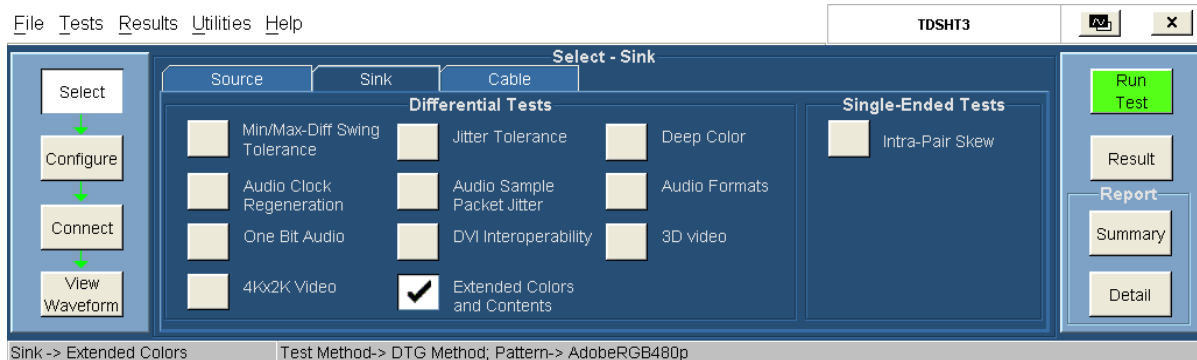 File Tests Results Utilities Help
TDSHT3
x
Select - Sink
Select
Configure
Connect
View
Waveform
Source Sink Cable
Differential Tests
Min/Max-Diff Swing
Tolerance
Jitter Tolerance
Deep Color
Audio Clock
Regeneration
Audio Sample
Packet Jitter
Audio Formats
One Bit Audio
DVI Interoperability
3D video
4Kx2K Video
Extended Colors
and Contents
Single-Ended Tests
Intra-Pair Skew
Run
Test
Result
Report
Summary
Detail
Sink -> Extended Colors Test Method-> DTG Method; Pattern-> AdobeRGB480p